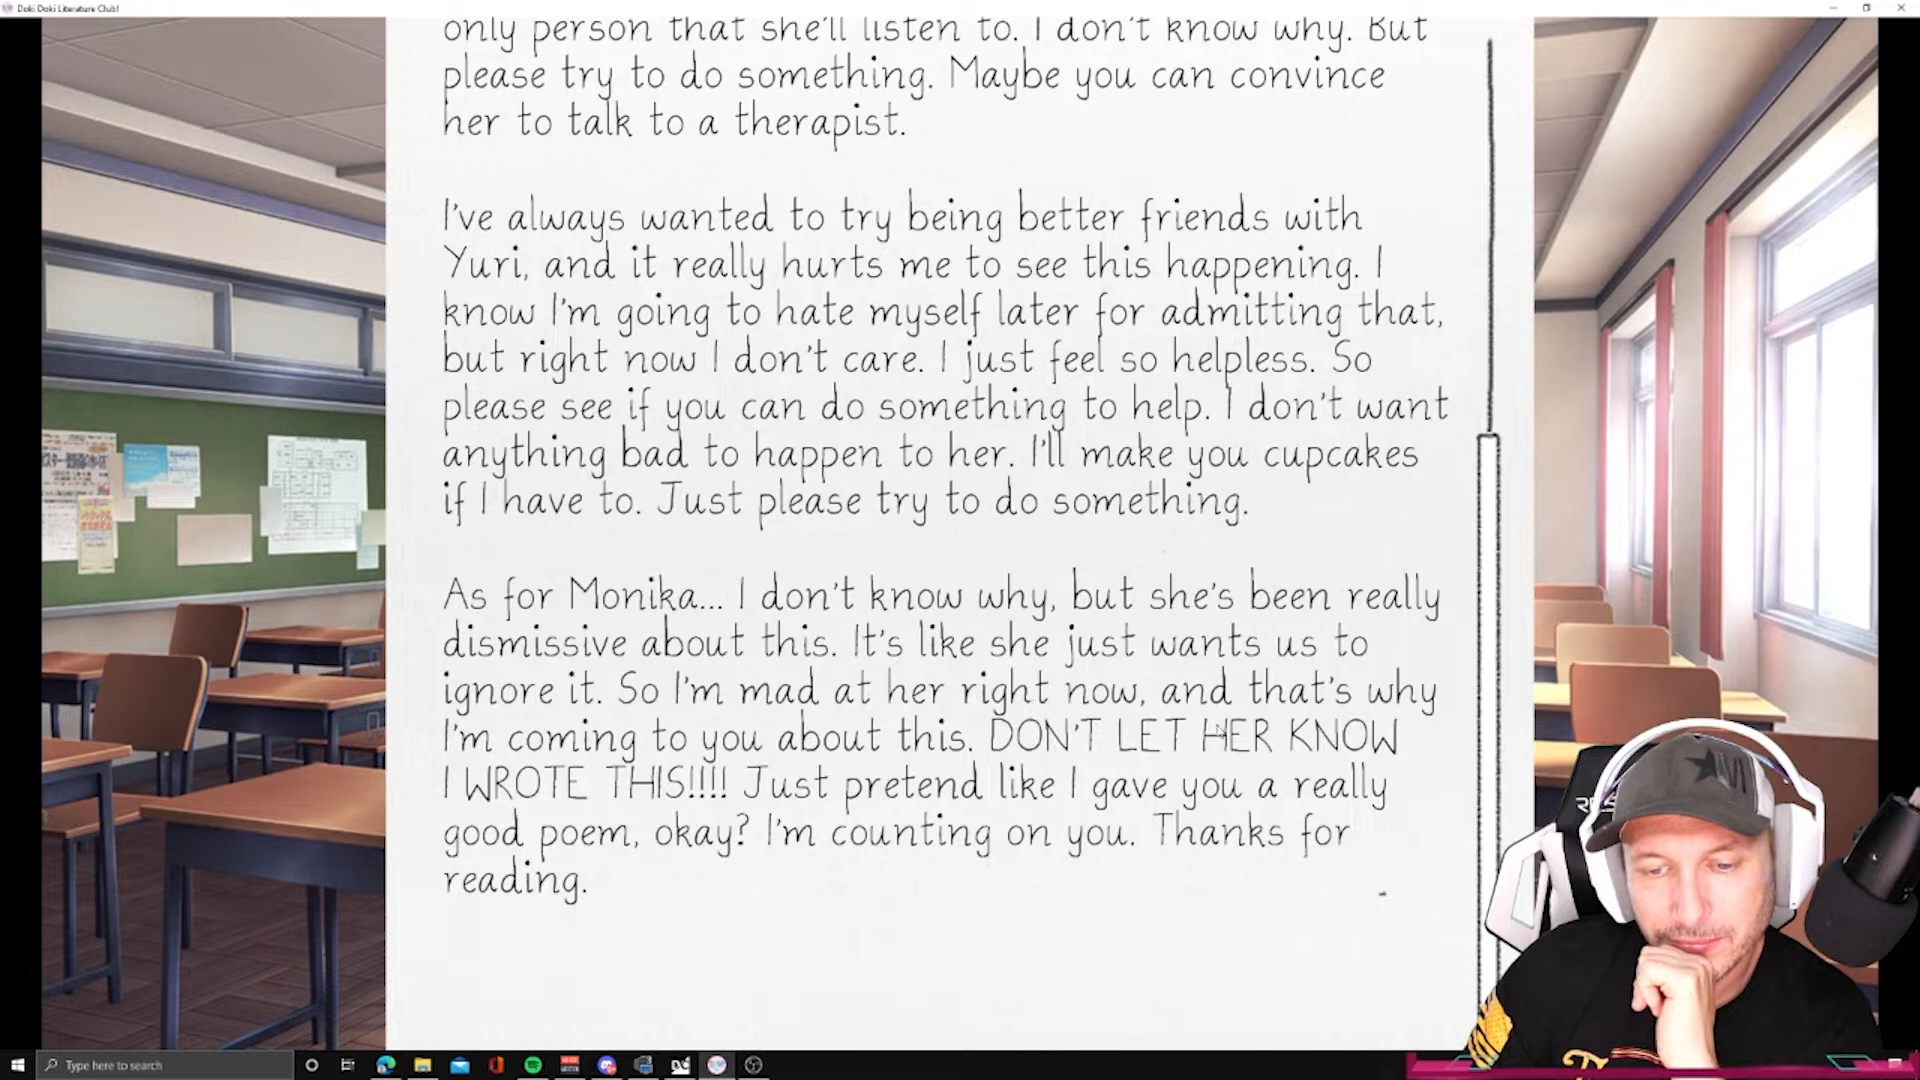 Doki Doki Literature Club!
only person that she'll listen to. I don't know why. But
please try to do something. Maybe you can convince
her to talk to a therapist.
I've always wanted to try being better friends with
Yuri, and it really hurts me to see this happening. I
know I'm going to hate myself later for admitting that,
but right now I don't care. I just feel so helpless. So
please see if you can do something to help. I don't want
anything bad to happen to her. I'll make you cupcakes
if I have to. Just please try to do something.
As for Monika... I don't know why, but she's been really
dismissive about this. It's like she just wants us to
ignore it. So I'm mad at her right now, and that's why
I'm coming to you about this. DON'T LET HER KNOW
I WROTE THIS!!!! Just pretend like I gave you a really
good poem, okay? I'm counting on you. Thanks for
reading.
Type here to search